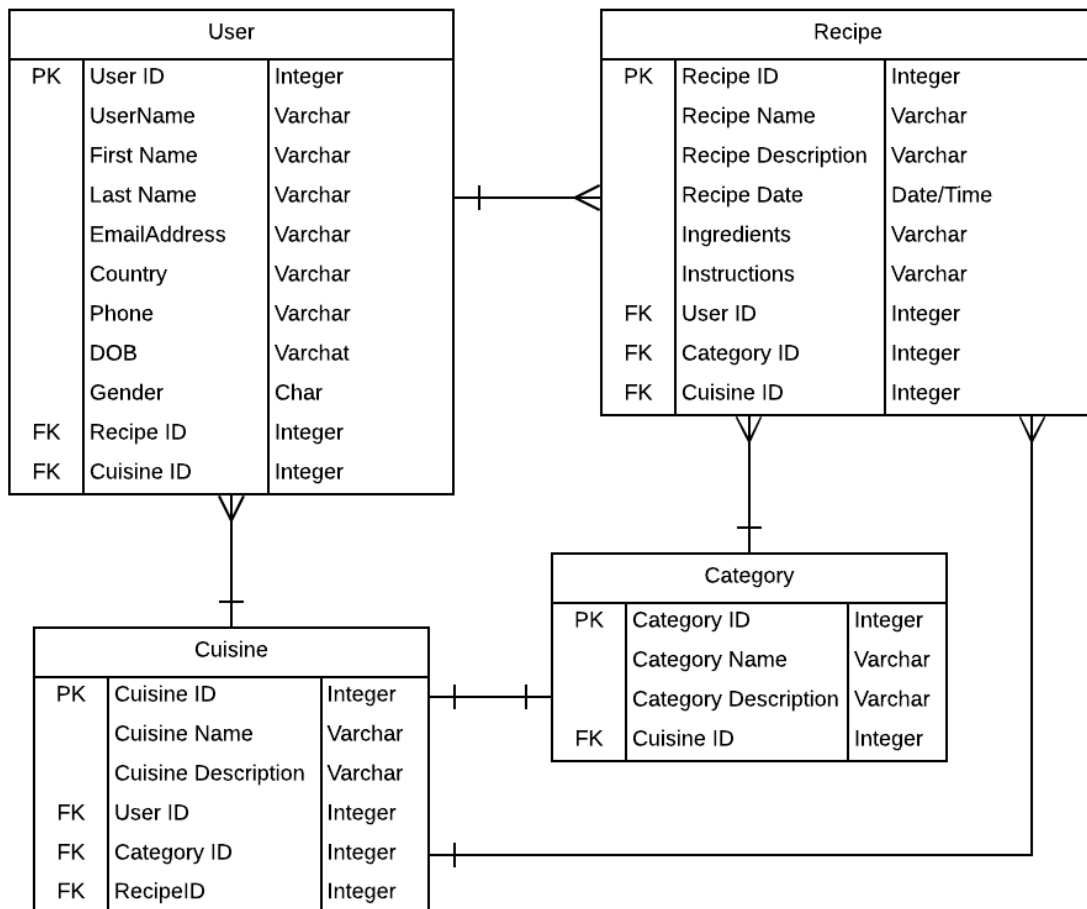 User
PK User ID Integer
UserName Varchar
First Name Varchar
Last Name Varchar
EmailAddress Varchar
Country Varchar
Phone Varchar
DOB Varchat
Gender Char
FK Recipe ID Integer
FK Cuisine ID Integer
Recipe
PK Recipe ID Integer
Recipe Name Varchar
Recipe Description Varchar
Recipe Date Date/Time
Ingredients Varchar
Instructions Varchar
FK User ID Integer
FK Category ID Integer
FK Cuisine ID Integer
Category
PK Category ID Integer
Category Name Varchar
Category Description Varchar
FK Cuisine ID Integer
Cuisine
PK Cuisine ID Integer
Cuisine Name Varchar
Cuisine Description Varchar
FK User ID Integer
FK Category ID Integer
FK RecipeID Integer